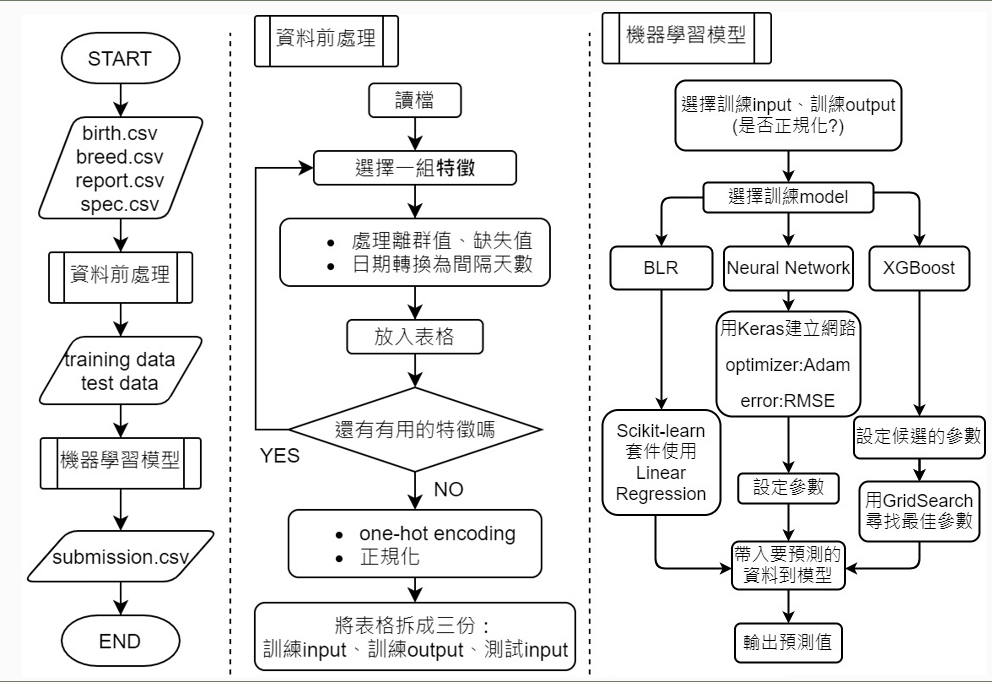 START
birth.csv
breed.csv
report.csv
spec.csv
資料前處理
training data
test data
機器學習模型
submission.csv
END
資料前處理
讀檔
選擇一組特徵
• 處理離群值、缺失值
• 日期轉換為間隔天數
放入表格
還有有用的特徵嗎
YES
NO
• one-hot encoding
• 正規化
將表格拆成三份：
訓練input、訓練output、測試input
機器學習模型
選擇訓練input、訓練output
(是否正規化?)
選擇訓練model
BLR
Neural Network
XGBoost
用Keras建立網路
optimizer:Adam
error:RMSE
Scikit-learn
套件使用
Linear
Regression
設定候選的參數
設定參數
用GridSearch
尋找最佳參數
帶入要預測的
資料到模型
輸出預測值